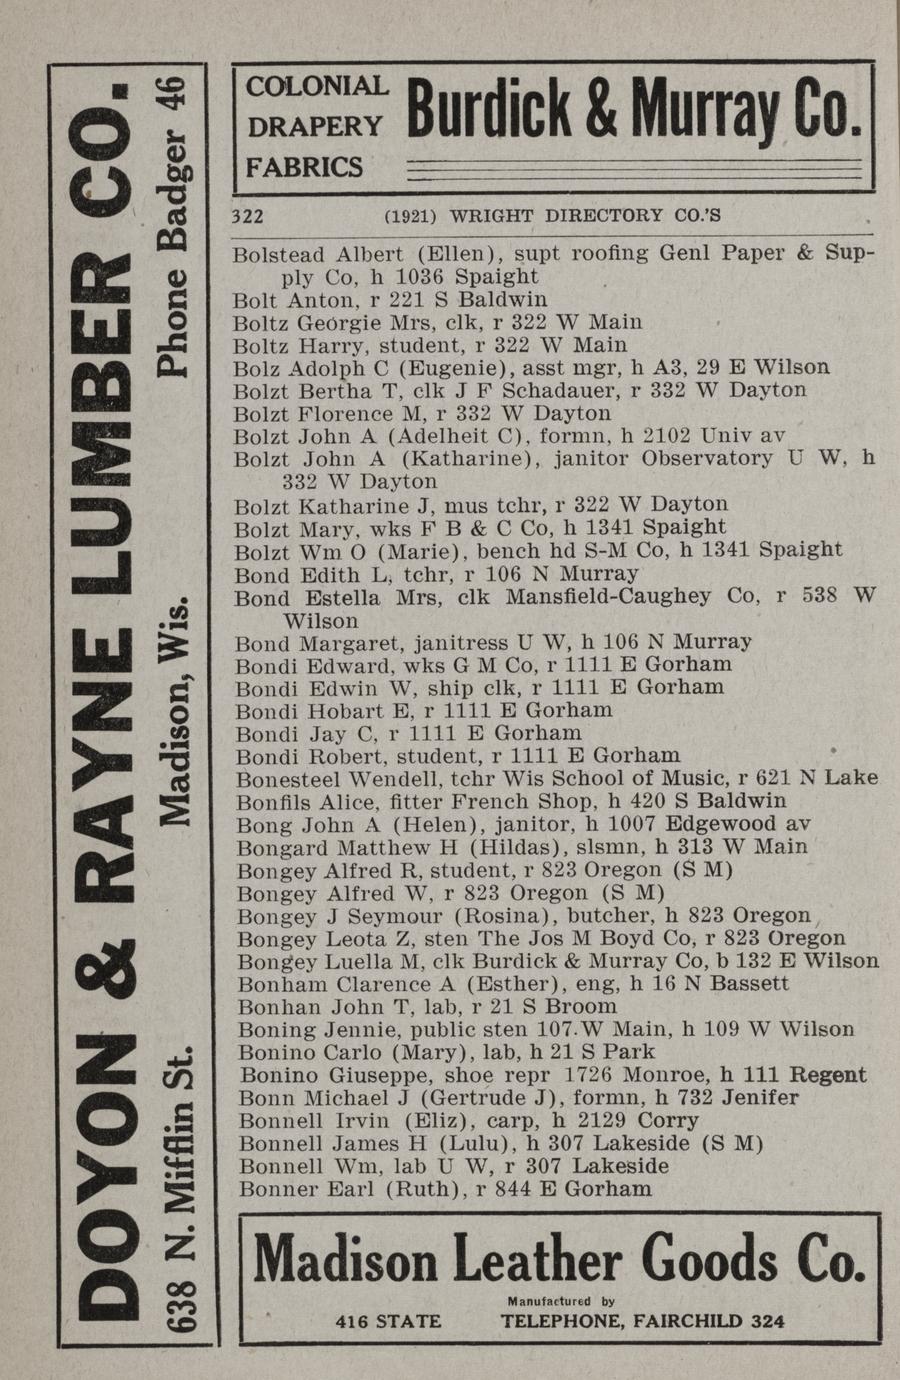 DOYON & RAYNE LUMBER CO.
638 N. Mifflin St. Madison, Wis. Phone Badger 46
COLONIAL
DRAPERY
FABRICS
Burdick & Murray Co.
322 (1921) WRIGHT DIRECTORY CO.'S
Bolstead Albert (Ellen), supt roofing Genl Paper & Sup-
ply Co, h 1036 Spaight
Bolt Anton, r 221 S Baldwin
Boltz Georgie Mrs, clk, r 322 W Main
Boltz Harry, student, r 322 W Main
Bolz Adolph C (Eugenie), asst mgr, h A3, 29 E Wilson
Bolzt Bertha T, clk J F Schadauer, r 332 W Dayton
Bolzt Florence M, r 332 W Dayton
Bolzt John A (Adelheit C), formn, h 2102 Univ av
Bolzt John A (Katharine), janitor Observatory U W, h
332 W Dayton
Bolzt Katharine J, mus tchr, r 322 W Dayton
Bolzt Mary, wks F B & C Co, h 1341 Spaight
Bolzt Wm O (Marie), bench hd S-M Co, h 1341 Spaight
Bond Edith L, tchr, r 106 N Murray
Bond Estella Mrs, clk Mansfield-Caughey Co, r 538 W
Wilson
Bond Margaret, janitress U W, h 106 N Murray
Bondi Edward, wks G M Co, r 1111 E Gorham
Bondi Edwin W, ship clk, r 1111 E Gorham
Bondi Hobart E, r 1111 E Gorham
Bondi Jay C, r 1111 E Gorham
Bondi Robert, student, r 1111 E Gorham
Bonesteel Wendell, tchr Wis School of Music, r 621 N Lake
Bonfils Alice, fitter French Shop, h 420 S Baldwin
Bong John A (Helen), janitor, h 1007 Edgewood av
Bongard Matthew H (Hildas), slsmn, h 313 W Main
Bongey Alfred R, student, r 823 Oregon (S M)
Bongey Alfred W, r 823 Oregon (S M)
Bongey J Seymour (Rosina), butcher, h 823 Oregon
Bongey Leota Z, sten The Jos M Boyd Co, r 823 Oregon
Bongey Luella M, clk Burdick & Murray Co, b 132 E Wilson
Bonham Clarence A (Esther), eng, h 16 N Bassett
Bonhan John T, lab, r 21 S Broom
Boning Jennie, public sten 107 W Main, h 109 W Wilson
Bonino Carlo (Mary), lab, h 21 S Park
Bonino Giuseppe, shoe repr 1726 Monroe, h 111 Regent
Bonn Michael J (Gertrude J), formn, h 732 Jenifer
Bonnell Irvin (Eliz), carp, h 2129 Corry
Bonnell James H (Lulu), h 307 Lakeside (S M)
Bonnell Wm, lab U W, r 307 Lakeside
Bonner Earl (Ruth), r 844 E Gorham
Madison Leather Goods Co.
Manufactured by
416 STATE TELEPHONE, FAIRCHILD 324